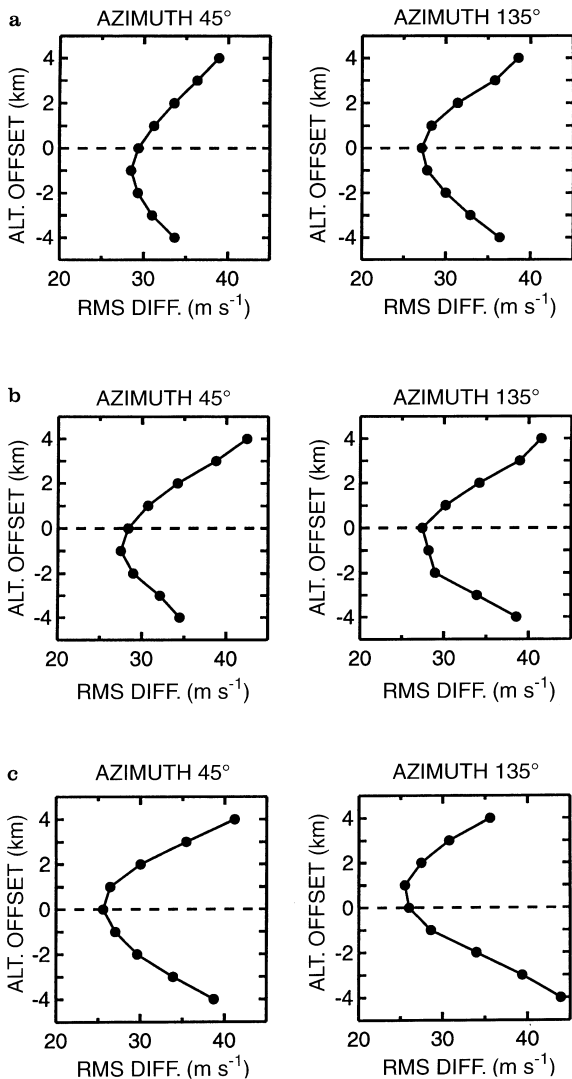 a
AZIMUTH 45° AZIMUTH 135°
ALT. OFFSET (km)
4
2
0
-2
-4
20 30 40
RMS DIFF. (m s⁻¹)
ALT. OFFSET (km)
4
2
0
-2
-4
20 30 40
RMS DIFF. (m s⁻¹)
b
AZIMUTH 45° AZIMUTH 135°
ALT. OFFSET (km)
4
2
0
-2
-4
20 30 40
RMS DIFF. (m s⁻¹)
ALT. OFFSET (km)
4
2
0
-2
-4
20 30 40
RMS DIFF. (m s⁻¹)
c
AZIMUTH 45° AZIMUTH 135°
ALT. OFFSET (km)
4
2
0
-2
-4
20 30 40
RMS DIFF. (m s⁻¹)
ALT. OFFSET (km)
4
2
0
-2
-4
20 30 40
RMS DIFF. (m s⁻¹)